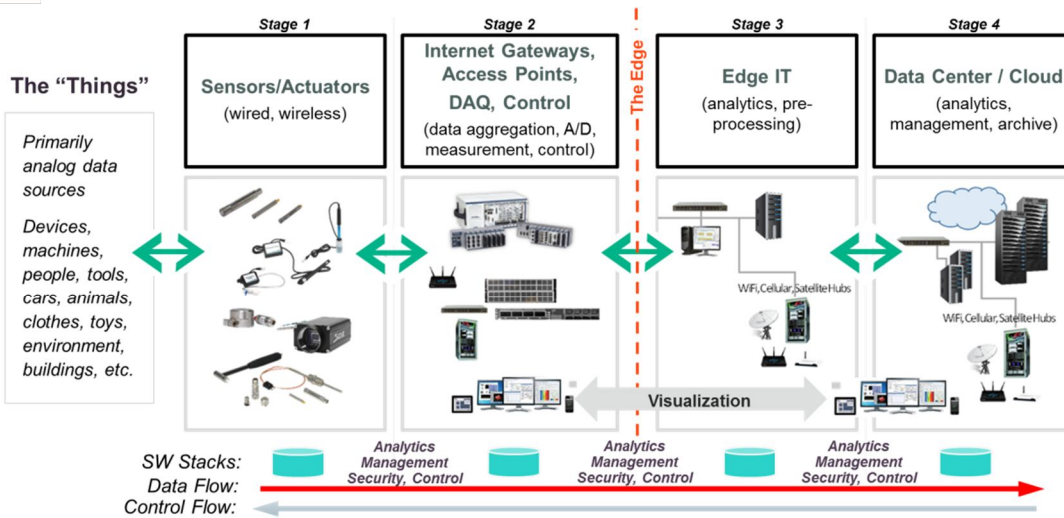 Stage 1
Stage 2
Stage 3
Stage 4
The "Things"
Primarily
analog data
sources
Devices,
machines,
people, tools,
cars, animals,
clothes, toys,
environment,
buildings, etc.
Sensors/Actuators
(wired, wireless)
Internet Gateways,
Access Points,
DAQ, Control
(data aggregation, A/D,
measurement, control)
The Edge
Edge IT
(analytics, pre-
processing)
Data Center / Cloud
(analytics,
management, archive)
WiFi, Cellular, Satellite Hubs
WiFi, Cellular, Satellite Hubs
Visualization
SW Stacks:
Analytics
Management
Security, Control
Analytics
Management
Security, Control
Analytics
Management
Security, Control
Data Flow:
Control Flow: